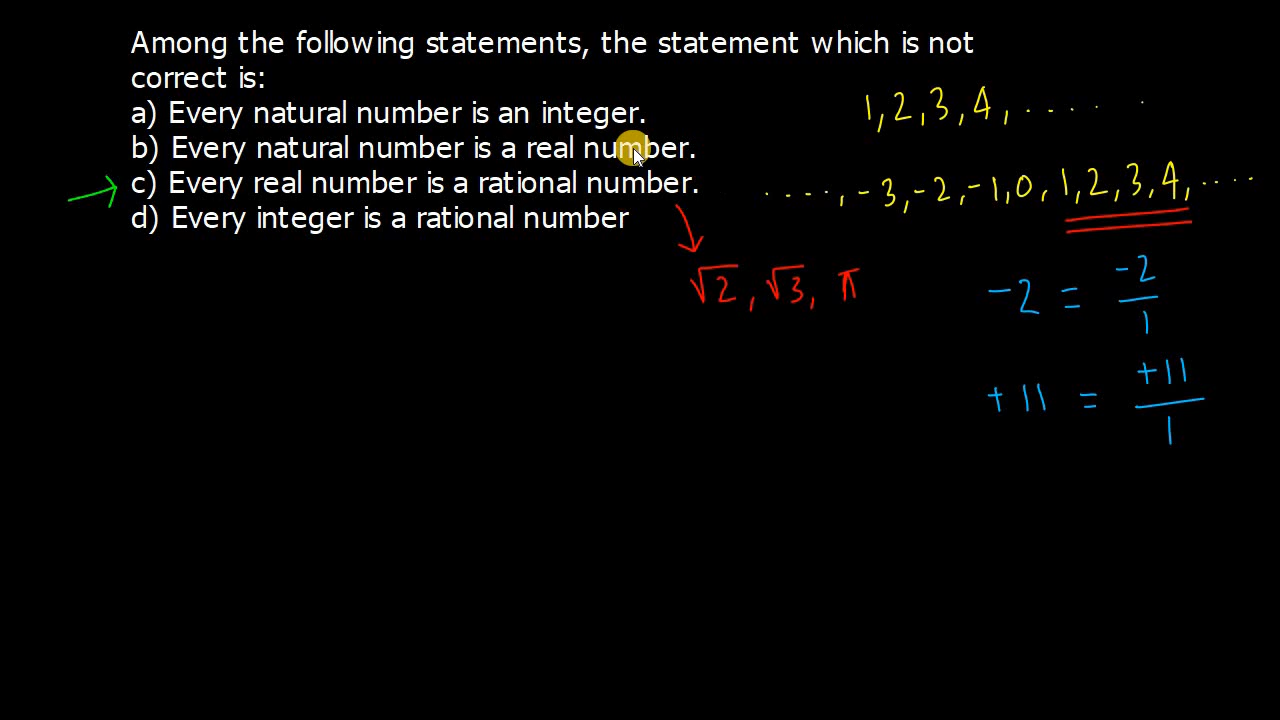 Among the following statements, the statement which is not
correct is:
a) Every natural number is an integer.
b) Every natural number is a real number.
c) Every real number is a rational number.
d) Every integer is a rational number
1, 2, 3, 4, .....
...., -3, -2, -1, 0, 1, 2, 3, 4, ....
√2, √3, π
-2 = -2/1
+11 = +11/1